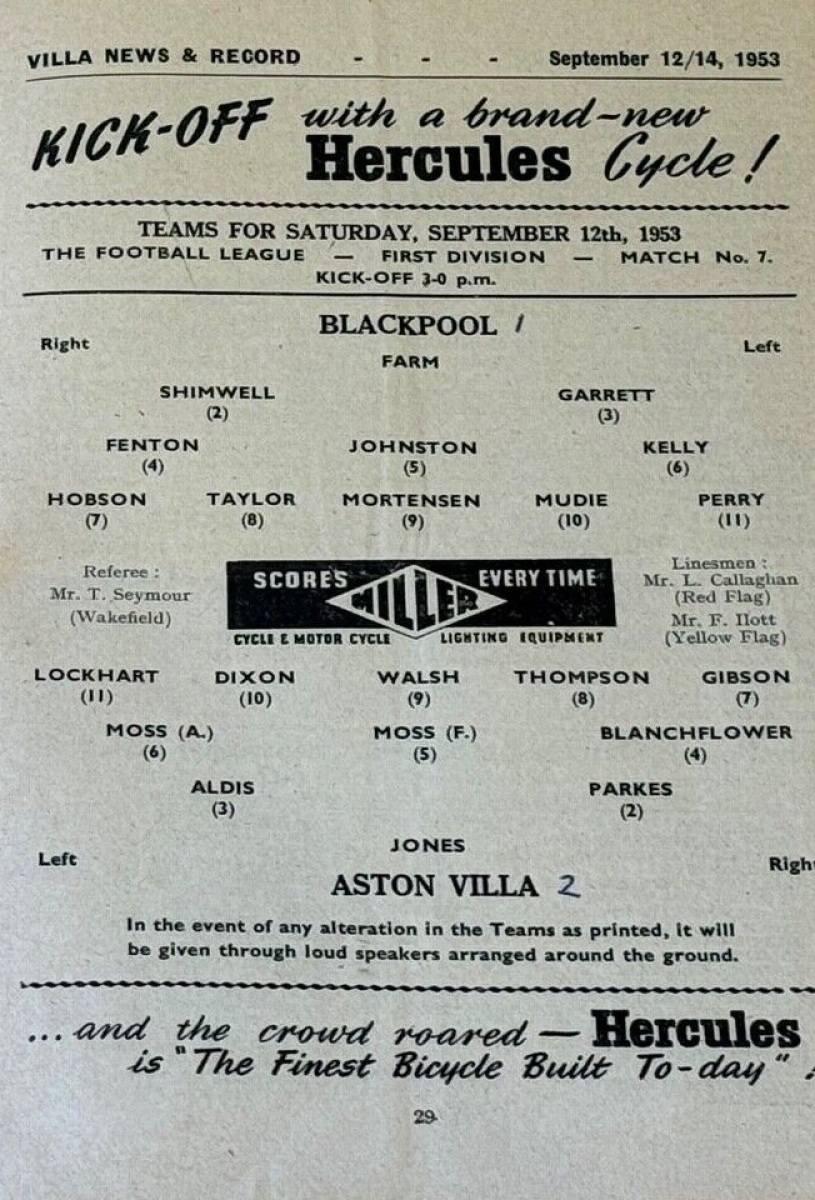 VILLA NEWS & RECORD - - - September 12/14, 1953
KICK-OFF with a brand-new
Hercules Cycle!
TEAMS FOR SATURDAY, SEPTEMBER 12th, 1953
THE FOOTBALL LEAGUE — FIRST DIVISION — MATCH No. 7.
KICK-OFF 3-0 p.m.
BLACKPOOL 1
Right Left
FARM
SHIMWELL GARRETT
(2) (3)
FENTON JOHNSTON KELLY
(4) (5) (6)
HOBSON TAYLOR MORTENSEN MUDIE PERRY
(7) (8) (9) (10) (11)
Referee :
Mr. T. Seymour
(Wakefield)
SCORES MILLER EVERY TIME
CYCLE & MOTOR CYCLE LIGHTING EQUIPMENT
Linesmen :
Mr. L. Callaghan
(Red Flag)
Mr. F. Ilott
(Yellow Flag)
LOCKHART DIXON WALSH THOMPSON GIBSON
(11) (10) (9) (8) (7)
MOSS (A.) MOSS (F.) BLANCHFLOWER
(6) (5) (4)
ALDIS PARKES
(3) (2)
JONES
Left Right
ASTON VILLA 2
In the event of any alteration in the Teams as printed, it will
be given through loud speakers arranged around the ground.
...and the crowd roared — Hercules
is "The Finest Bicycle Built To-day" !
29